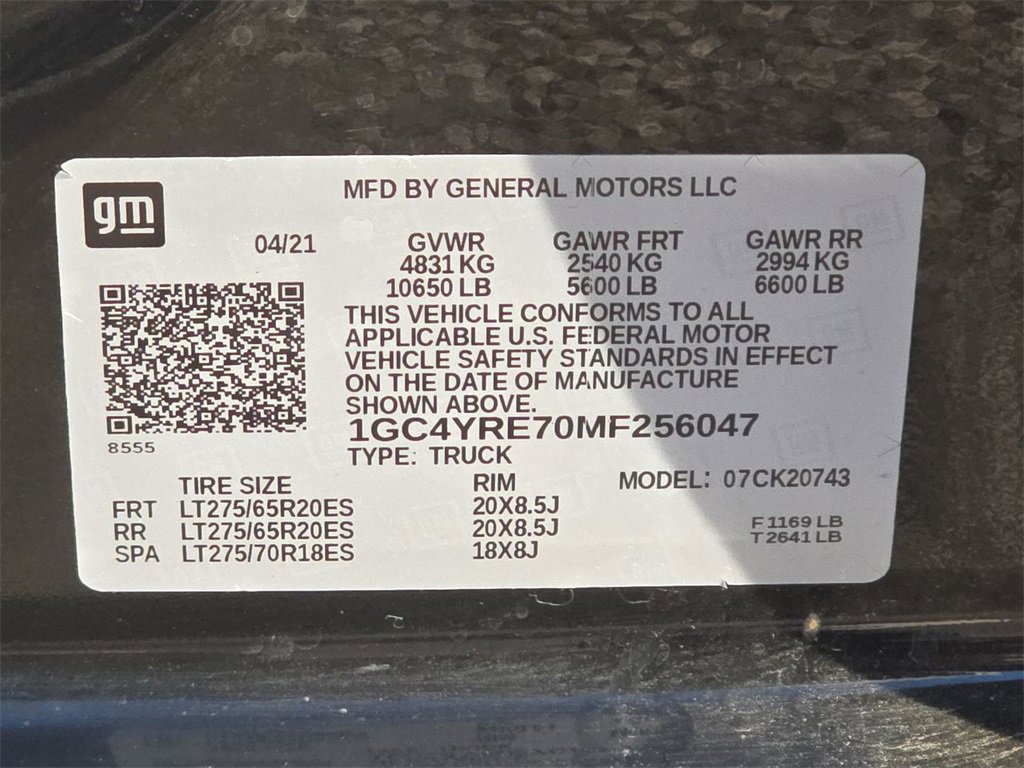 gm
MFD BY GENERAL MOTORS LLC
04/21 GVWR GAWR FRT GAWR RR
4831 KG 2540 KG 2994 KG
10650 LB 5600 LB 6600 LB
THIS VEHICLE CONFORMS TO ALL
APPLICABLE U.S. FEDERAL MOTOR
VEHICLE SAFETY STANDARDS IN EFFECT
ON THE DATE OF MANUFACTURE
SHOWN ABOVE.
1GC4YRE70MF256047
8555
TYPE: TRUCK
TIRE SIZE RIM MODEL: 07CK20743
FRT LT275/65R20ES 20X8.5J
RR LT275/65R20ES 20X8.5J
SPA LT275/70R18ES 18X8J
F1169 LB
T2641 LB